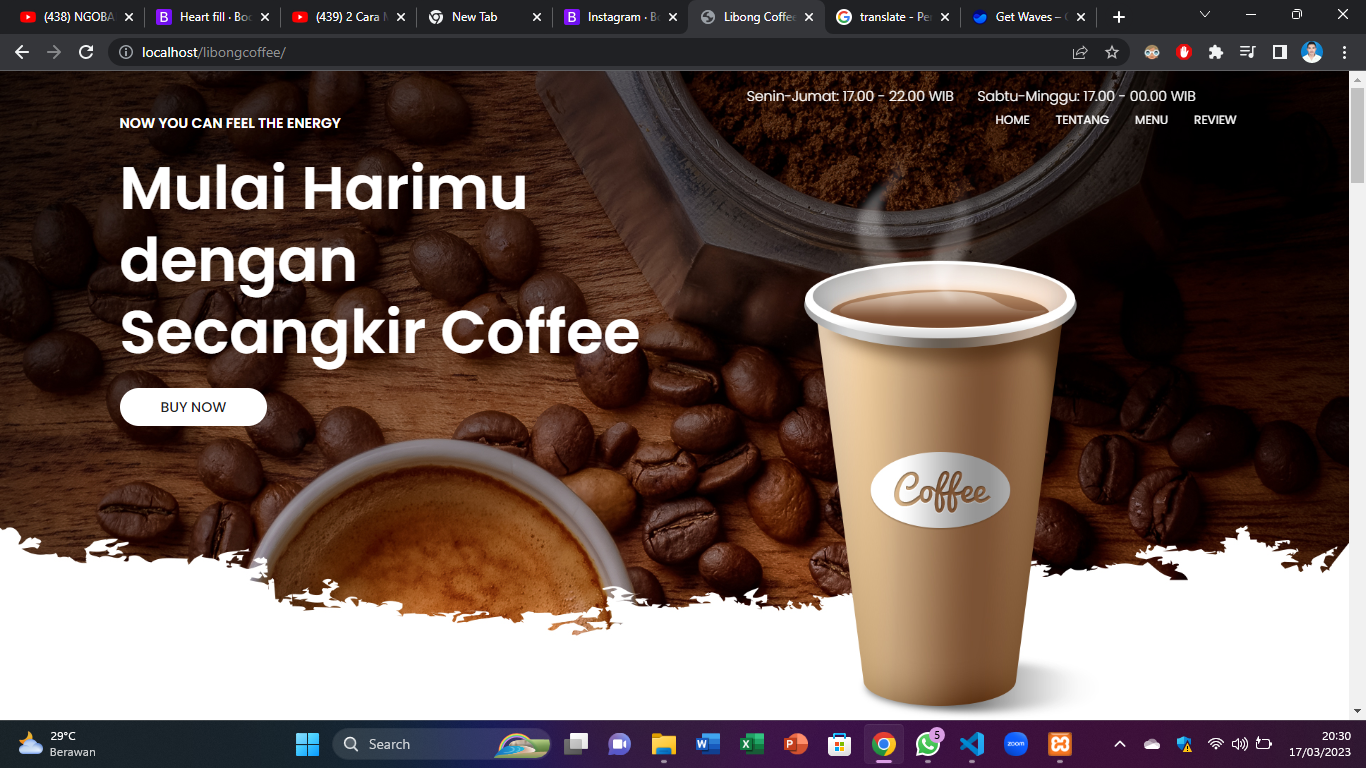 (438) NGOBA
Heart fill · Boo
(439) 2 Cara M
New Tab
Instagram · Bo
Libong Coffee
translate - Pe
Get Waves –
localhost/libongcoffee/
Senin-Jumat: 17.00 - 22.00 WIB Sabtu-Minggu: 17.00 - 00.00 WIB
HOME TENTANG MENU REVIEW
NOW YOU CAN FEEL THE ENERGY
Mulai Harimu
dengan
Secangkir Coffee
BUY NOW
Coffee
29°C
Berawan
Search
5
zoom
20:30
17/03/2023